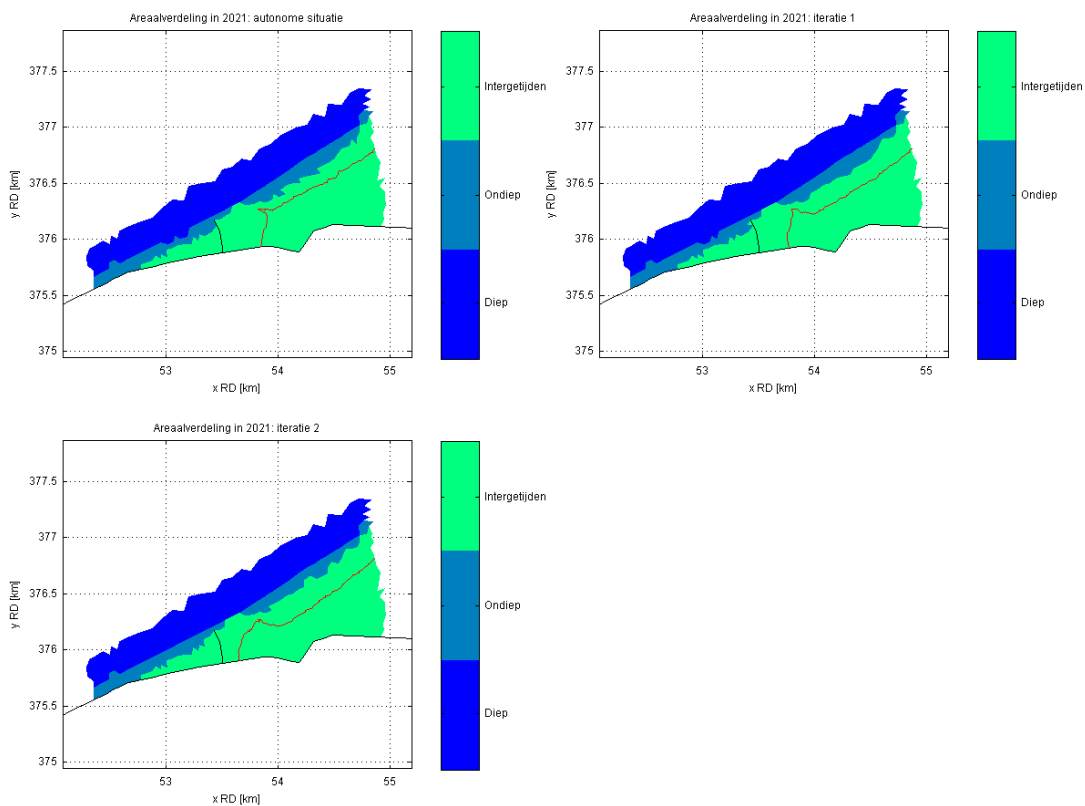 Areaalverdeling in 2021: autonome situatie
377.5
377
376.5
376
375.5
375
y RD [km]
53
54
55
x RD [km]
Intergetijden
Ondiep
Diep
Areaalverdeling in 2021: iteratie 1
377.5
377
376.5
376
375.5
375
y RD [km]
53
54
55
x RD [km]
Intergetijden
Ondiep
Diep
Areaalverdeling in 2021: iteratie 2
377.5
377
376.5
376
375.5
375
y RD [km]
53
54
55
x RD [km]
Intergetijden
Ondiep
Diep